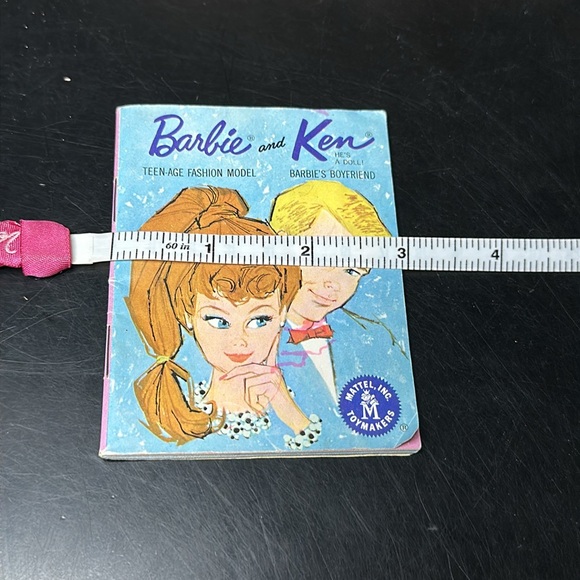 Barbie® and Ken®
HE'S
A DOLL!
TEEN-AGE FASHION MODEL
BARBIE'S BOYFRIEND
60 in 1 2 3 4
MATTEL, INC.
M
TOYMAKERS
®